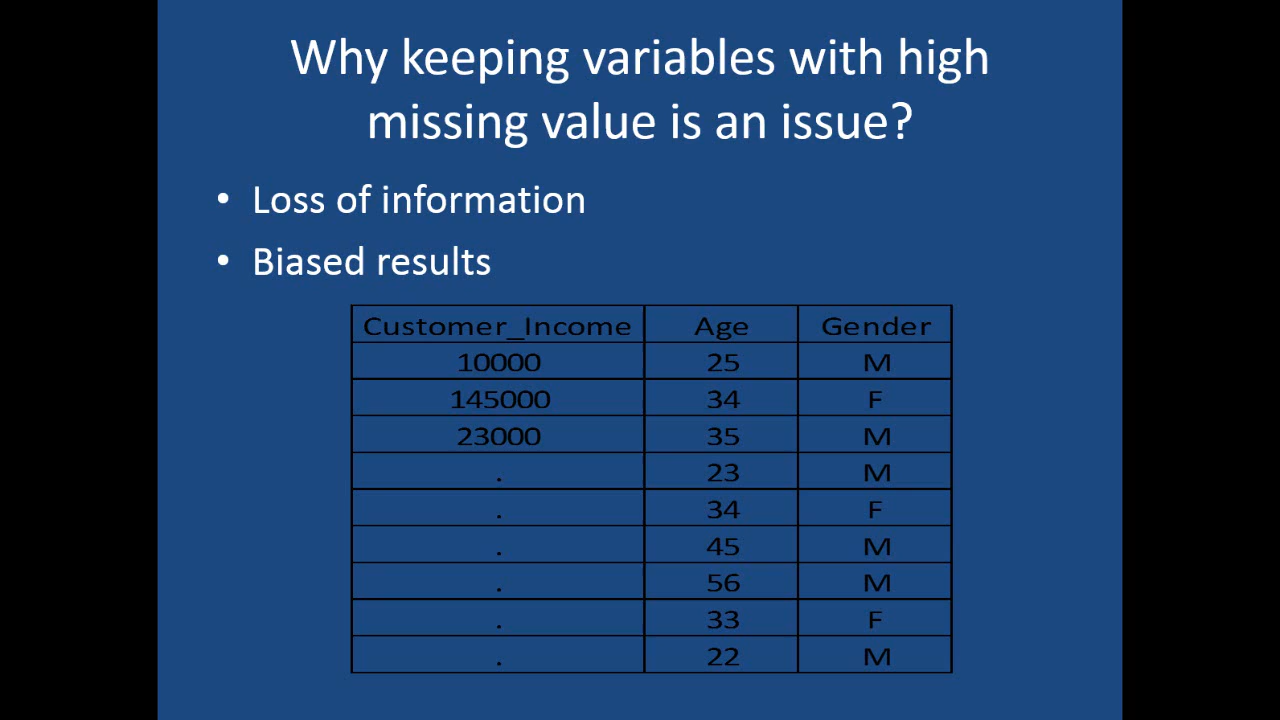 Why keeping variables with high
missing value is an issue?
• Loss of information
• Biased results
Customer_Income Age Gender
10000 25 M
145000 34 F
23000 35 M
. 23 M
. 34 F
. 45 M
. 56 M
. 33 F
. 22 M